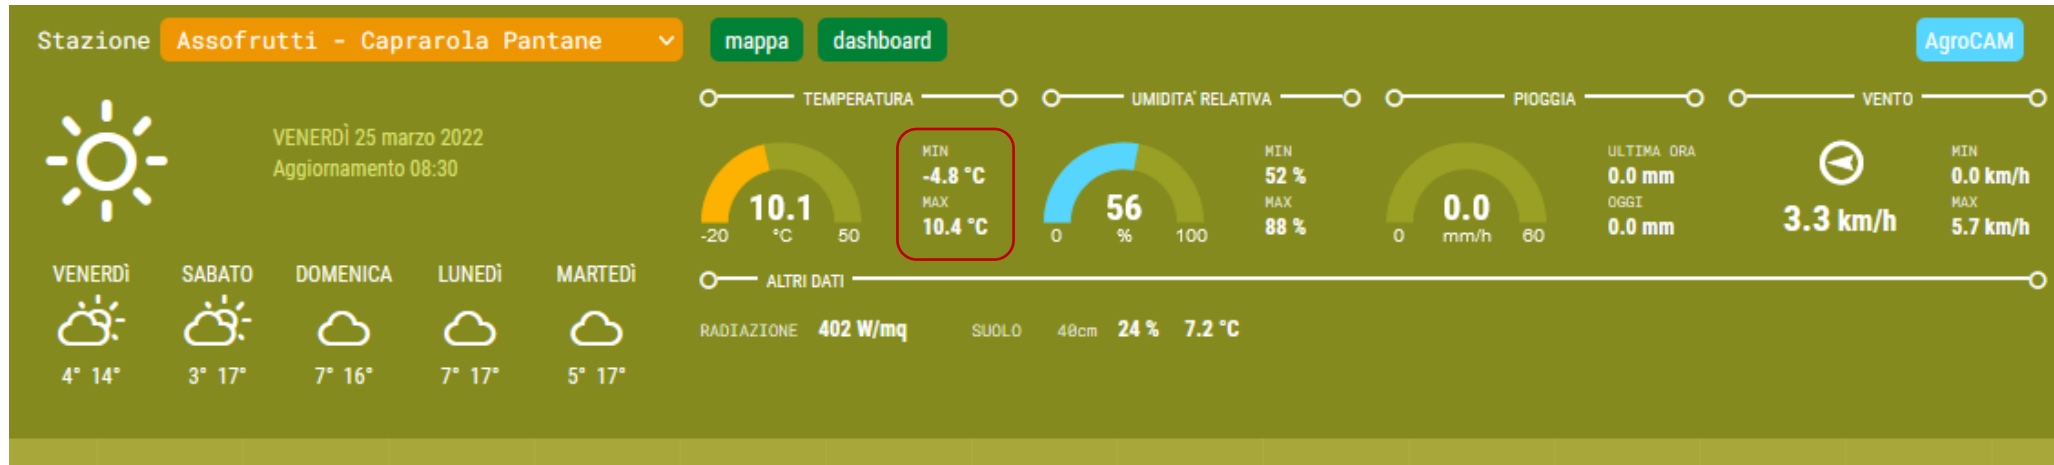 Stazione Assofrutti - Caprarola Pantane mappa dashboard AgroCAM
VENERDÌ 25 marzo 2022
Aggiornamento 08:30
VENERDÌ SABATO DOMENICA LUNEDÌ MARTEDÌ
4° 14° 3° 17° 7° 16° 7° 17° 5° 17°
TEMPERATURA
10.1
°C
-20 50
MIN
-4.8 °C
MAX
10.4 °C
UMIDITA' RELATIVA
56
%
0 100
MIN
52 %
MAX
88 %
PIOGGIA
0.0
mm/h
0 60
ULTIMA ORA
0.0 mm
OGGI
0.0 mm
VENTO
3.3 km/h
MIN
0.0 km/h
MAX
5.7 km/h
ALTRI DATI
RADIAZIONE 402 W/mq SUOLO 40cm 24 % 7.2 °C